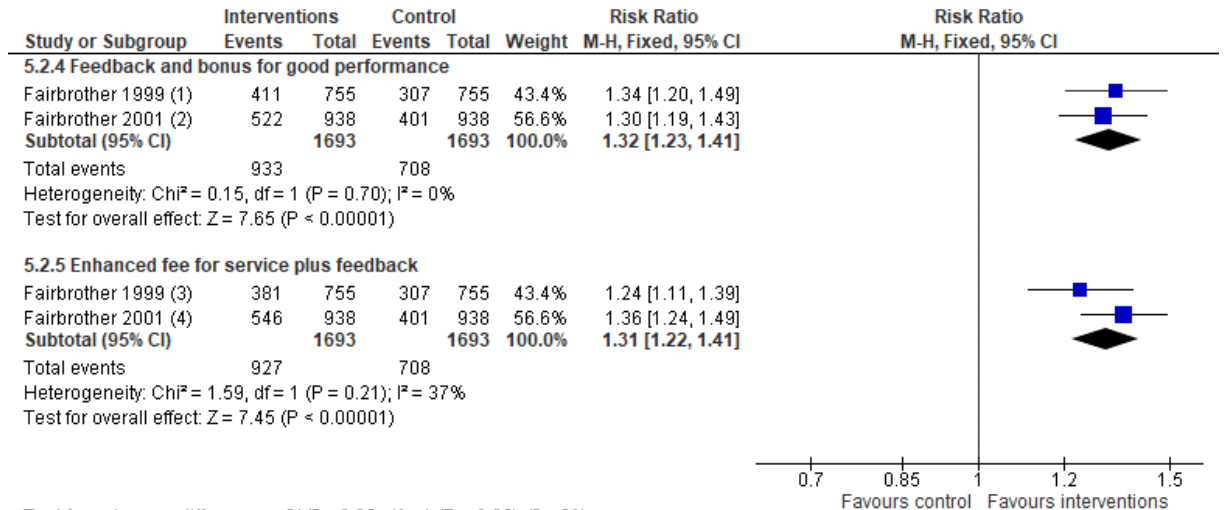 Interventions Control Risk Ratio Risk Ratio
Study or Subgroup Events Total Events Total Weight M-H, Fixed, 95% CI M-H, Fixed, 95% CI
5.2.4 Feedback and bonus for good performance
Fairbrother 1999 (1) 411 755 307 755 43.4% 1.34 [1.20, 1.49]
Fairbrother 2001 (2) 522 938 401 938 56.6% 1.30 [1.19, 1.43]
Subtotal (95% CI) 1693 1693 100.0% 1.32 [1.23, 1.41]
Total events 933 708
Heterogeneity: Chi² = 0.15, df = 1 (P = 0.70); I² = 0%
Test for overall effect: Z = 7.65 (P < 0.00001)
5.2.5 Enhanced fee for service plus feedback
Fairbrother 1999 (3) 381 755 307 755 43.4% 1.24 [1.11, 1.39]
Fairbrother 2001 (4) 546 938 401 938 56.6% 1.36 [1.24, 1.49]
Subtotal (95% CI) 1693 1693 100.0% 1.31 [1.22, 1.41]
Total events 927 708
Heterogeneity: Chi² = 1.59, df = 1 (P = 0.21); I² = 37%
Test for overall effect: Z = 7.45 (P < 0.00001)
0.7 0.85 1 1.2 1.5
Favours control Favours interventions